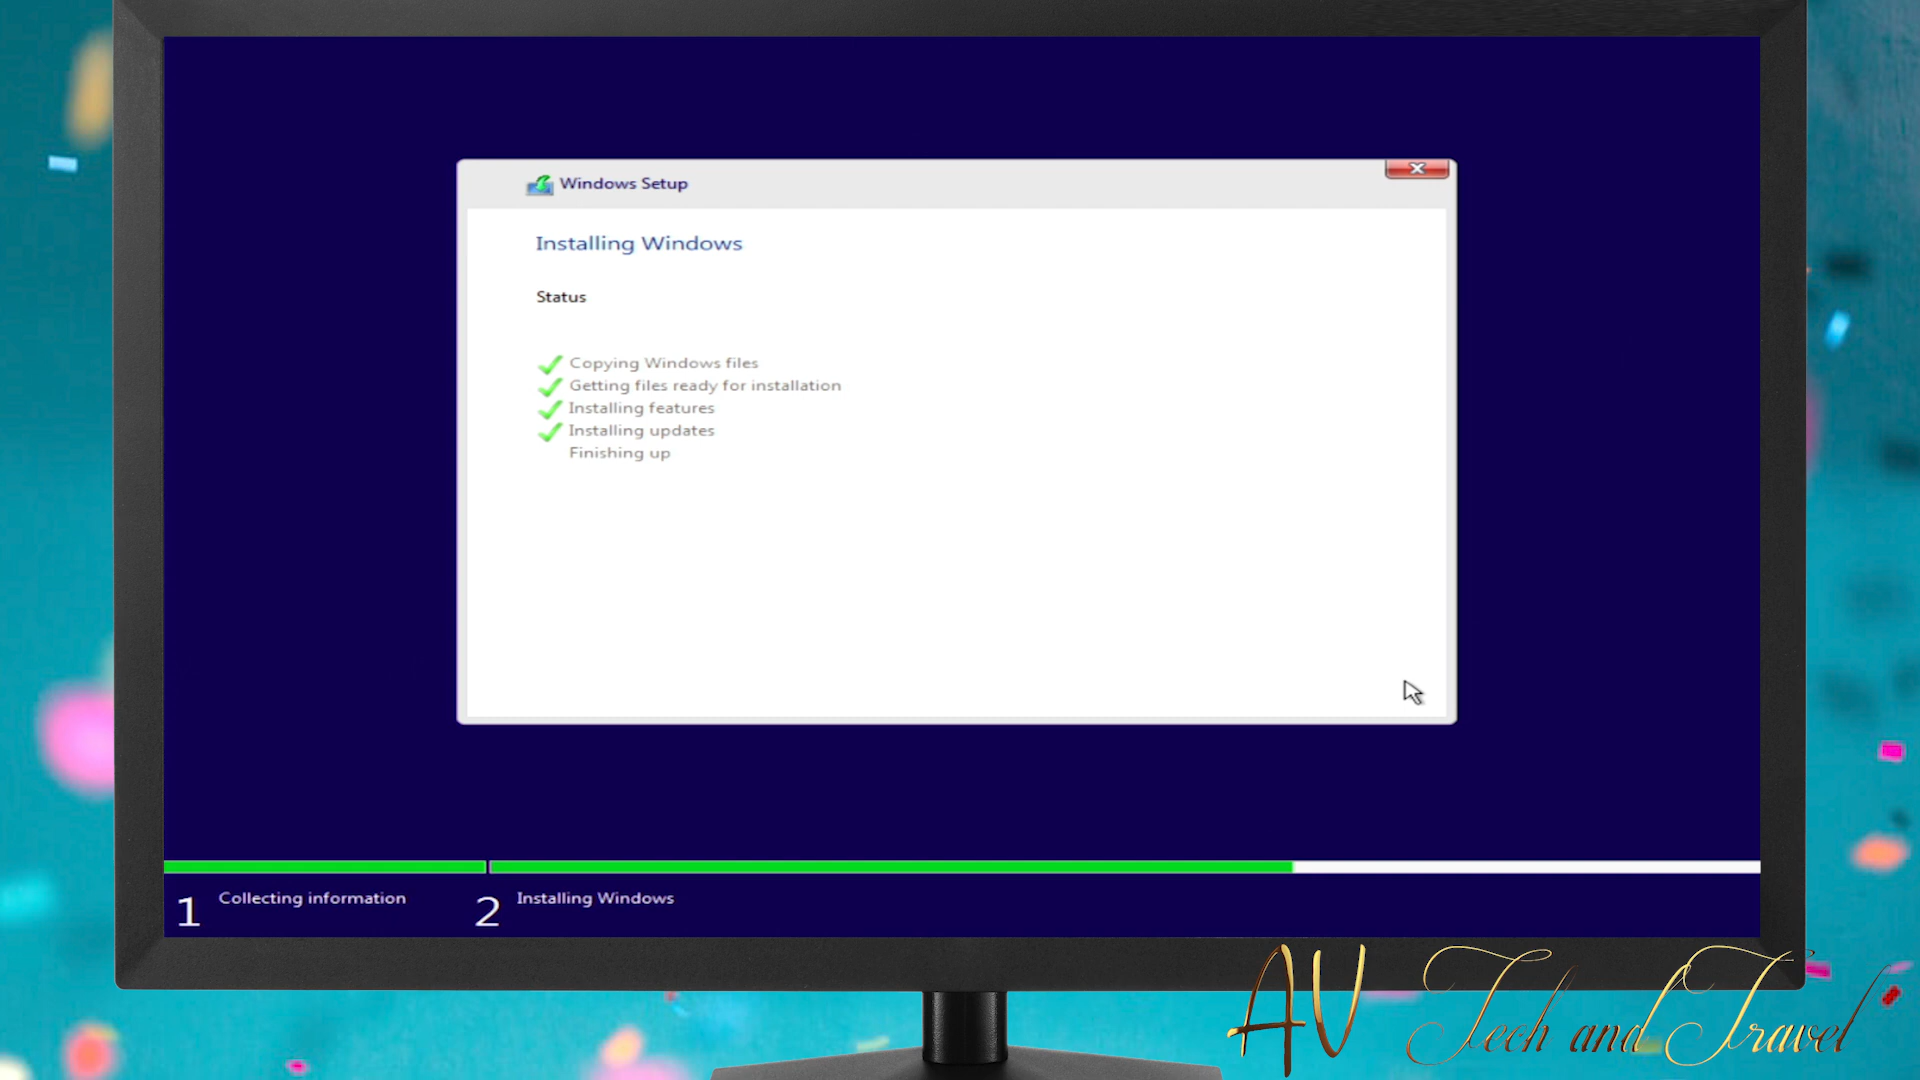 Windows Setup
Installing Windows
Status
Copying Windows files
Getting files ready for installation
Installing features
Installing updates
Finishing up
1 Collecting information
2 Installing Windows
AV Tech and Travel